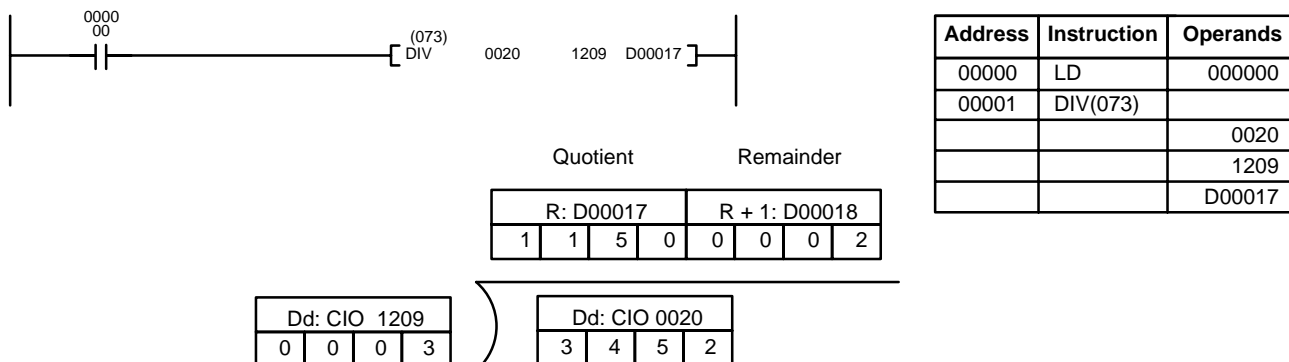 0000
00
(073)
DIV 0020 1209 D00017
Address Instruction Operands
00000 LD 000000
00001 DIV(073)
0020
1209
D00017
Quotient Remainder
R: D00017 R + 1: D00018
1 1 5 0 0 0 0 2
Dd: CIO 1209 Dd: CIO 0020
0 0 0 3 3 4 5 2